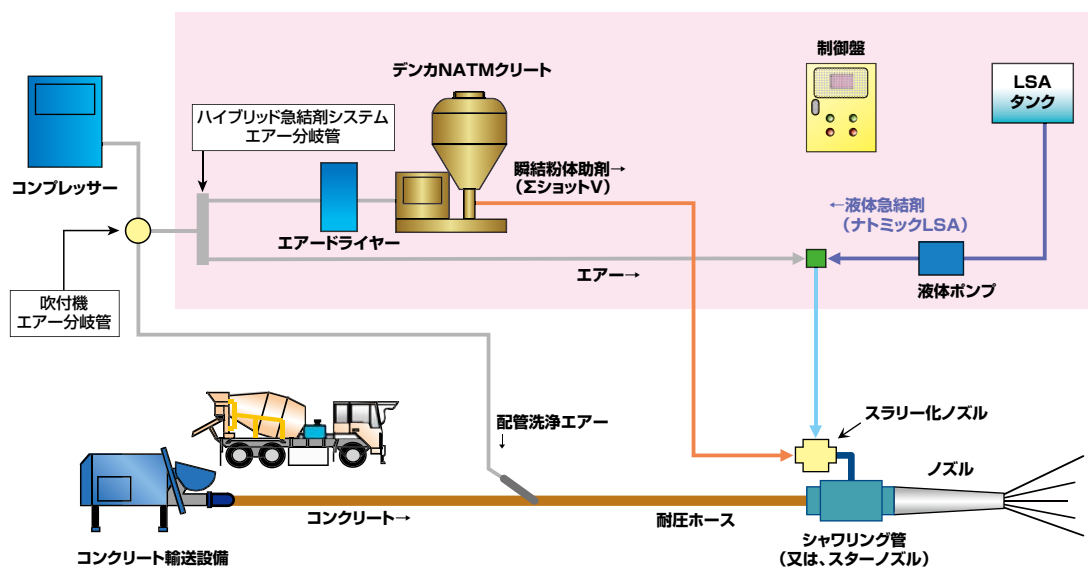 制御盤
LSA
タンク
デンカNATMクリート
ハイブリッド急結剤システム
エアー分岐管
コンプレッサー
瞬結粉体助剤→
(ΣショットV)
←液体急結剤
(ナトミックLSA)
エアードライヤー
エアー→
液体ポンプ
吹付機
エアー分岐管
配管洗浄エアー
↓
スラリー化ノズル
ノズル
コンクリート→
耐圧ホース
コンクリート輸送設備
シャワリング管
(又は、スターノズル)